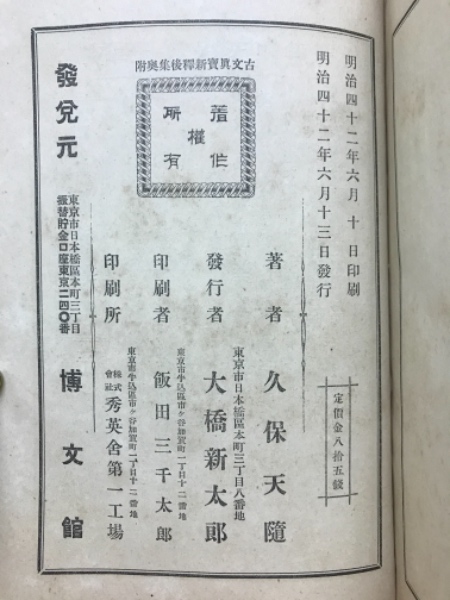 明治四十二年六月十日印刷
明治四十二年六月十三日發行
定價金八拾五錢
古文眞寶新釋後集奧附
著作權所有
著者 久保天隨
東京市日本橋區本町三丁目八番地
發行者 大橋新太郎
東京市牛込區市ヶ谷加賀町一丁目十二番地
印刷者 飯田三千太郎
東京市牛込區市ヶ谷加賀町一丁目十二番地
印刷所 株式會社 秀英舍第一工場
發兌元
東京市日本橋區本町三丁目
振替貯金口座東京二四〇番
博文館